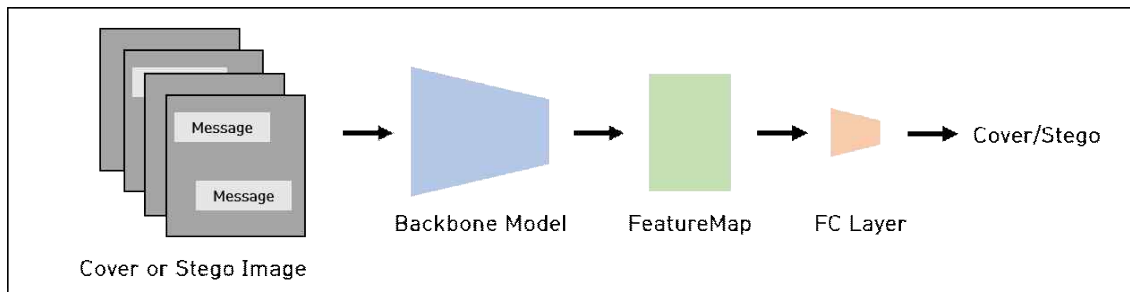 Message
Message
Cover/Stego
Backbone Model
FeatureMap
FC Layer
Cover or Stego Image